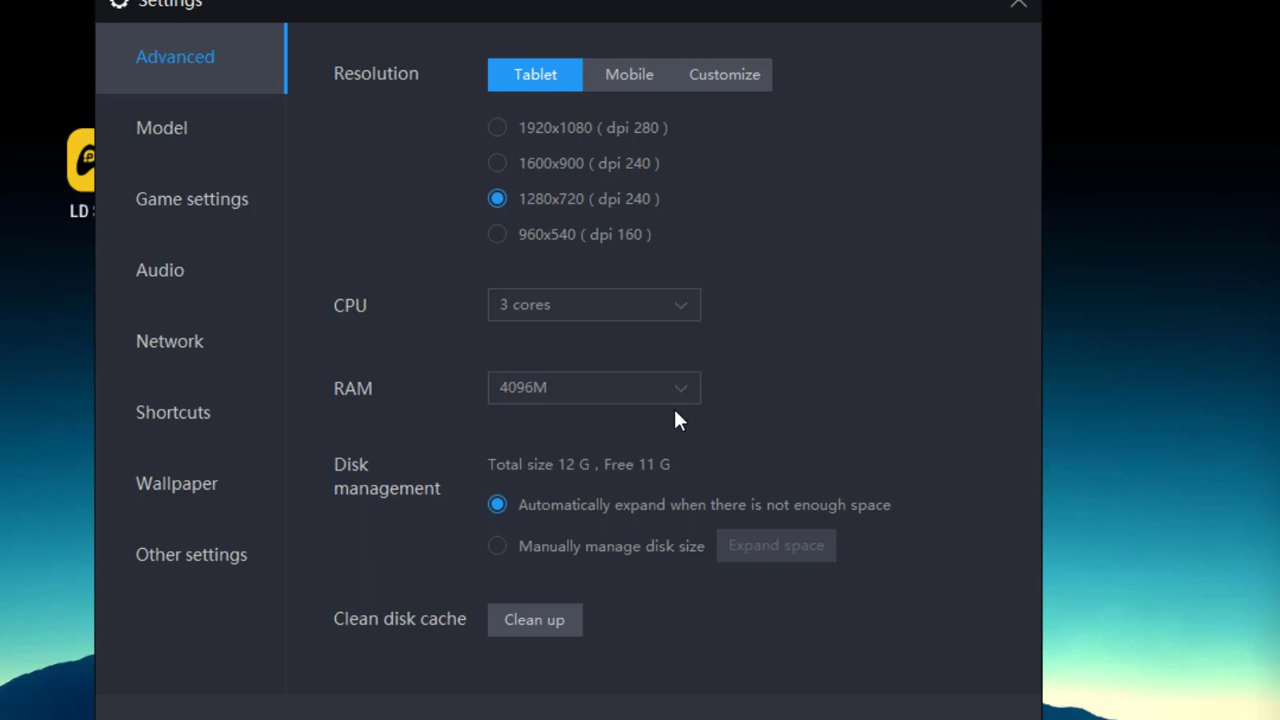 Settings
Advanced
Model
Game settings
Audio
Network
Shortcuts
Wallpaper
Other settings
LD
Resolution
Tablet Mobile Customize
1920x1080 ( dpi 280 )
1600x900 ( dpi 240 )
1280x720 ( dpi 240 )
960x540 ( dpi 160 )
CPU
3 cores
RAM
4096M
Disk
management
Total size 12 G , Free 11 G
Automatically expand when there is not enough space
Manually manage disk size Expand space
Clean disk cache Clean up